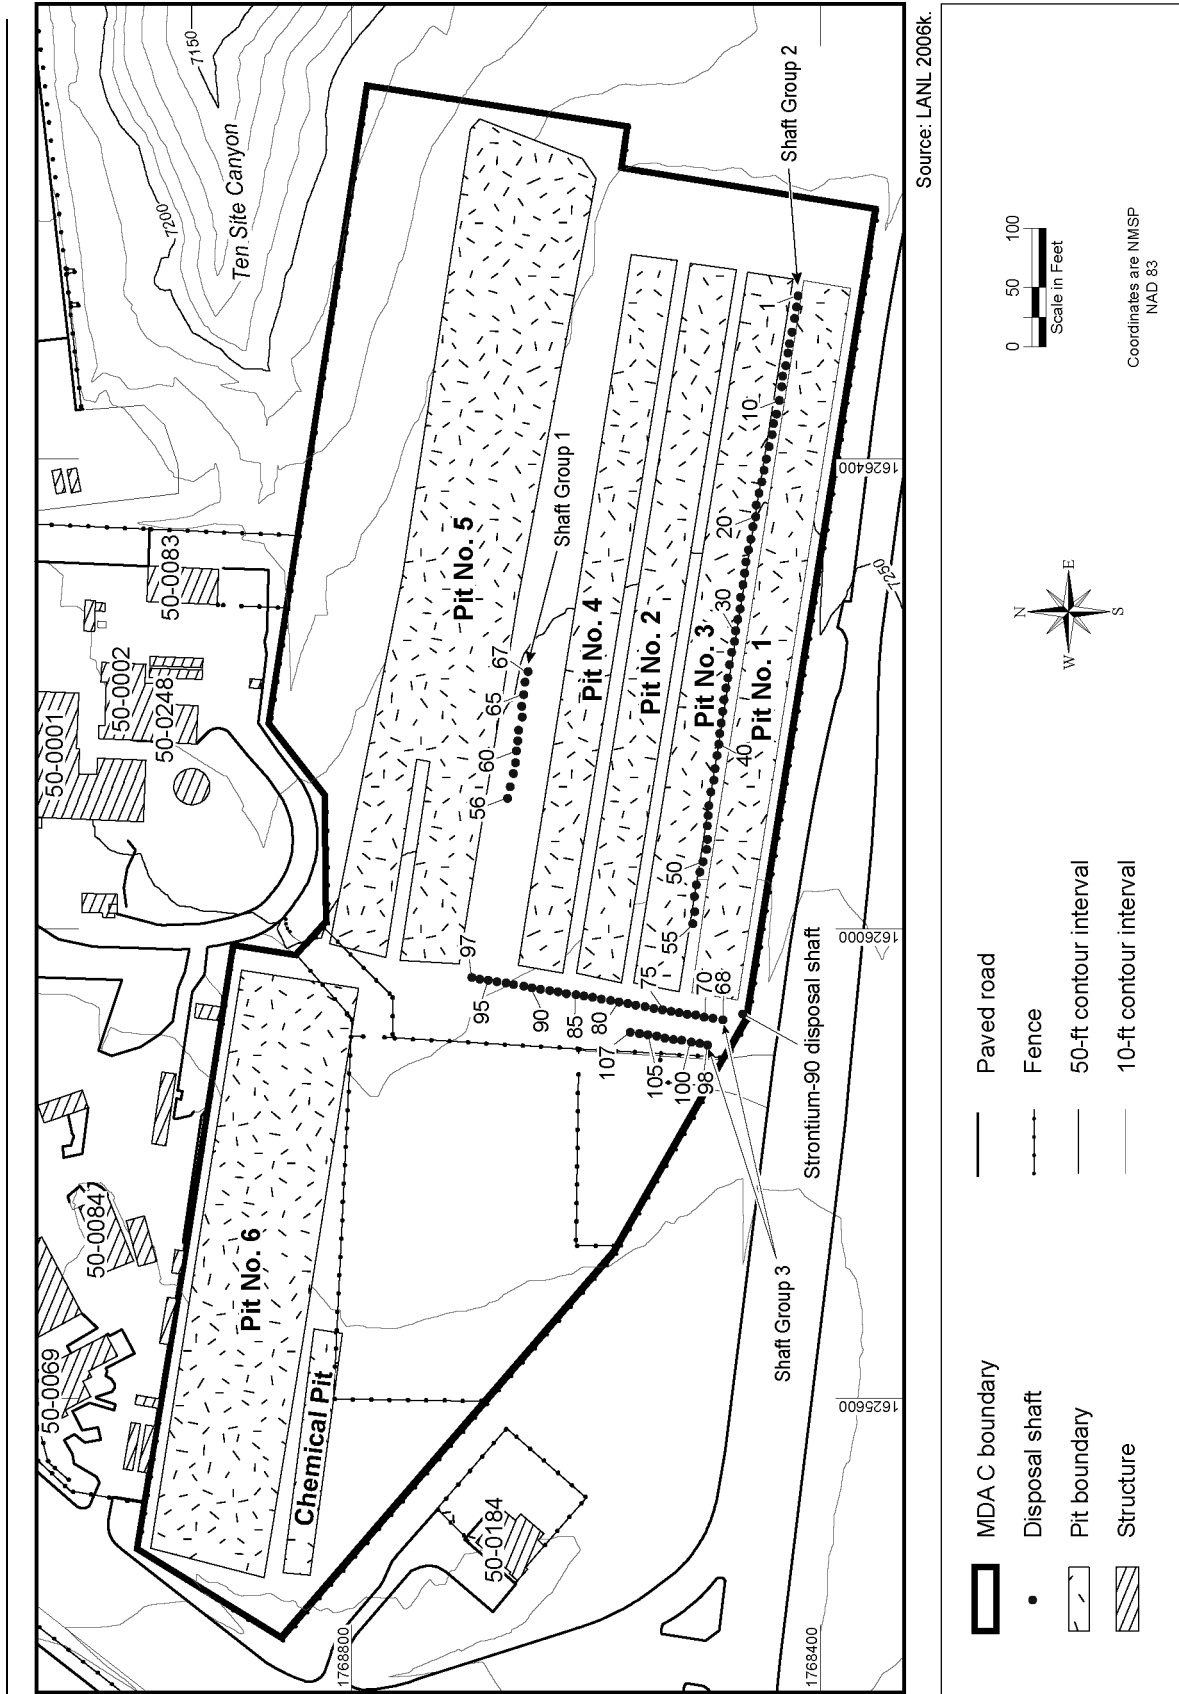 7150
7200
Ten Site Canyon
Shaft Group 2
50-0083
50-0002
50-0248
50-0001
50-0084
50-0069
50-0184
Pit No. 5
Shaft Group 1
67
65
60
56
Pit No. 4
Pit No. 2
Pit No. 3
Pit No. 1
1
10
20
30
40
50
55
97
95
90
85
80
75
70
68
107
105
100
98
Pit No. 6
Chemical Pit
Strontium-90 disposal shaft
Shaft Group 3
7250
1626400
1626000
1625600
1768800
1768400
Source: LANL 2006k.
MDA C boundary
Disposal shaft
Pit boundary
Structure
Paved road
Fence
50-ft contour interval
10-ft contour interval
N
W
E
S
0
50
100
Scale in Feet
Coordinates are NMSP
NAD 83